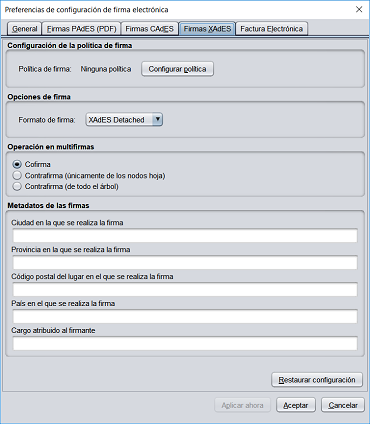 Preferencias de configuración de firma electrónica
General Firmas PAdES (PDF) Firmas CAdES Firmas XAdES Factura Electrónica
Configuración de la política de firma
Política de firma: Ninguna política Configurar política
Opciones de firma
Formato de firma: XAdES Detached
Operación en multifirmas
Cofirma
Contrafirma (únicamente de los nodos hoja)
Contrafirma (de todo el árbol)
Metadatos de las firmas
Ciudad en la que se realiza la firma
Provincia en la que se realiza la firma
Código postal del lugar en el que se realiza la firma
País en el que se realiza la firma
Cargo atribuido al firmante
Restaurar configuración
Aplicar ahora Aceptar Cancelar